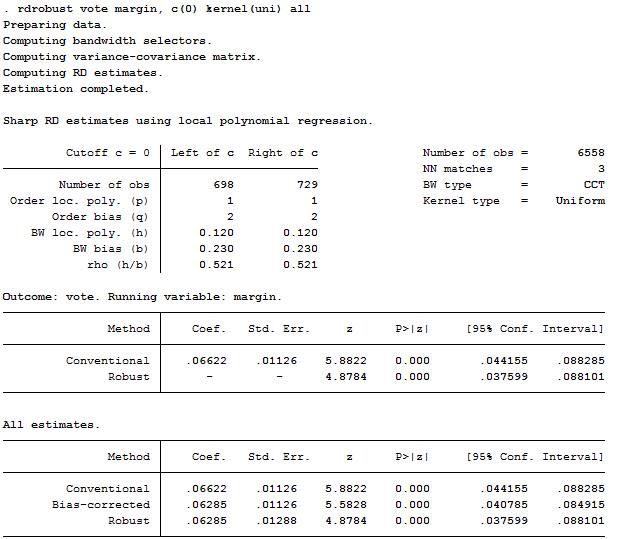 . rdrobust vote margin, c(0) kernel(uni) all
Preparing data.
Computing bandwidth selectors.
Computing variance-covariance matrix.
Computing RD estimates.
Estimation completed.
Sharp RD estimates using local polynomial regression.
Cutoff c = 0 Left of c Right of c Number of obs = 6558
NN matches = 3
Number of obs 698 729 BW type = CCT
Order loc. poly. (p) 1 1 Kernel type = Uniform
Order bias (q) 2 2
BW loc. poly. (h) 0.120 0.120
BW bias (b) 0.230 0.230
rho (h/b) 0.521 0.521
Outcome: vote. Running variable: margin.
Method Coef. Std. Err. z P>|z| [95% Conf. Interval]
Conventional .06622 .01126 5.8822 0.000 .044155 .088285
Robust - - 4.8784 0.000 .037599 .088101
All estimates.
Method Coef. Std. Err. z P>|z| [95% Conf. Interval]
Conventional .06622 .01126 5.8822 0.000 .044155 .088285
Bias-corrected .06285 .01126 5.5828 0.000 .040785 .084915
Robust .06285 .01288 4.8784 0.000 .037599 .088101